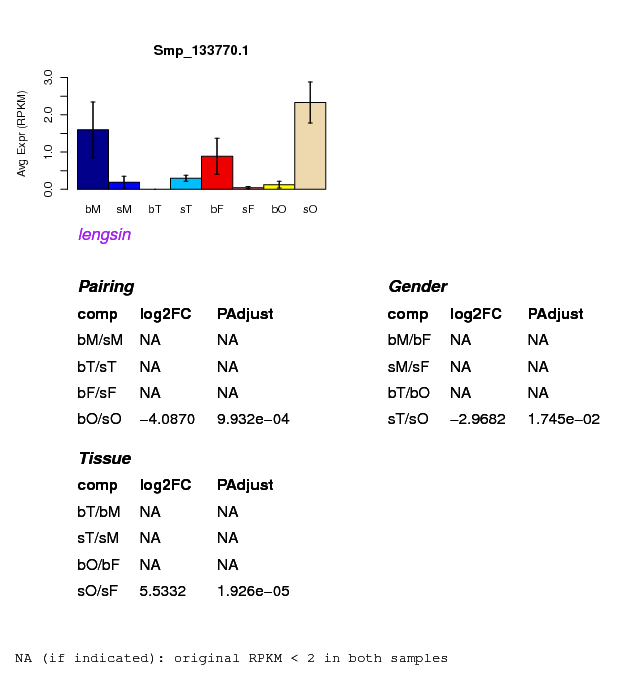 Smp_133770.1
Avg Expr (RPKM)
0.0 1.0 2.0 3.0
bM sM bT sT bF sF bO sO
lengsin
Pairing
comp log2FC PAdjust
bM/sM NA NA
bT/sT NA NA
bF/sF NA NA
bO/sO −4.0870 9.932e−04
Gender
comp log2FC PAdjust
bM/bF NA NA
sM/sF NA NA
bT/bO NA NA
sT/sO −2.9682 1.745e−02
Tissue
comp log2FC PAdjust
bT/bM NA NA
sT/sM NA NA
bO/bF NA NA
sO/sF 5.5332 1.926e−05
NA (if indicated): original RPKM < 2 in both samples